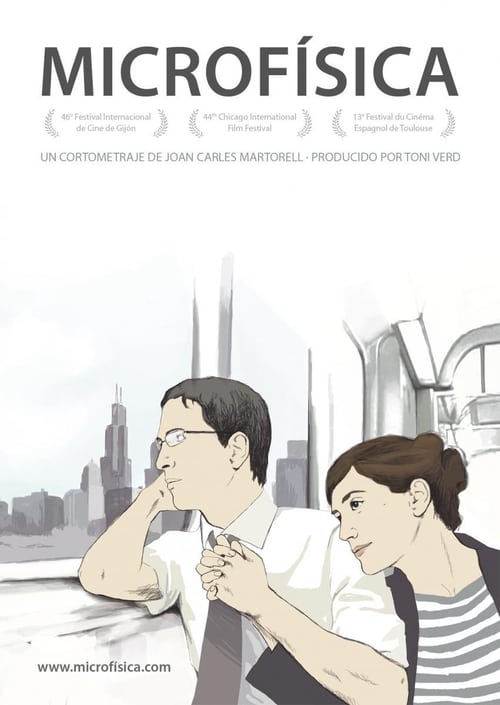 MICROFÍSICA
46º Festival Internacional
de Cine de Gijón
44th Chicago International
Film Festival
13º Festival du Cinéma
Espagnol de Toulouse
UN CORTOMETRAJE DE JOAN CARLES MARTORELL · PRODUCIDO POR TONI VERD
www.microfísica.com